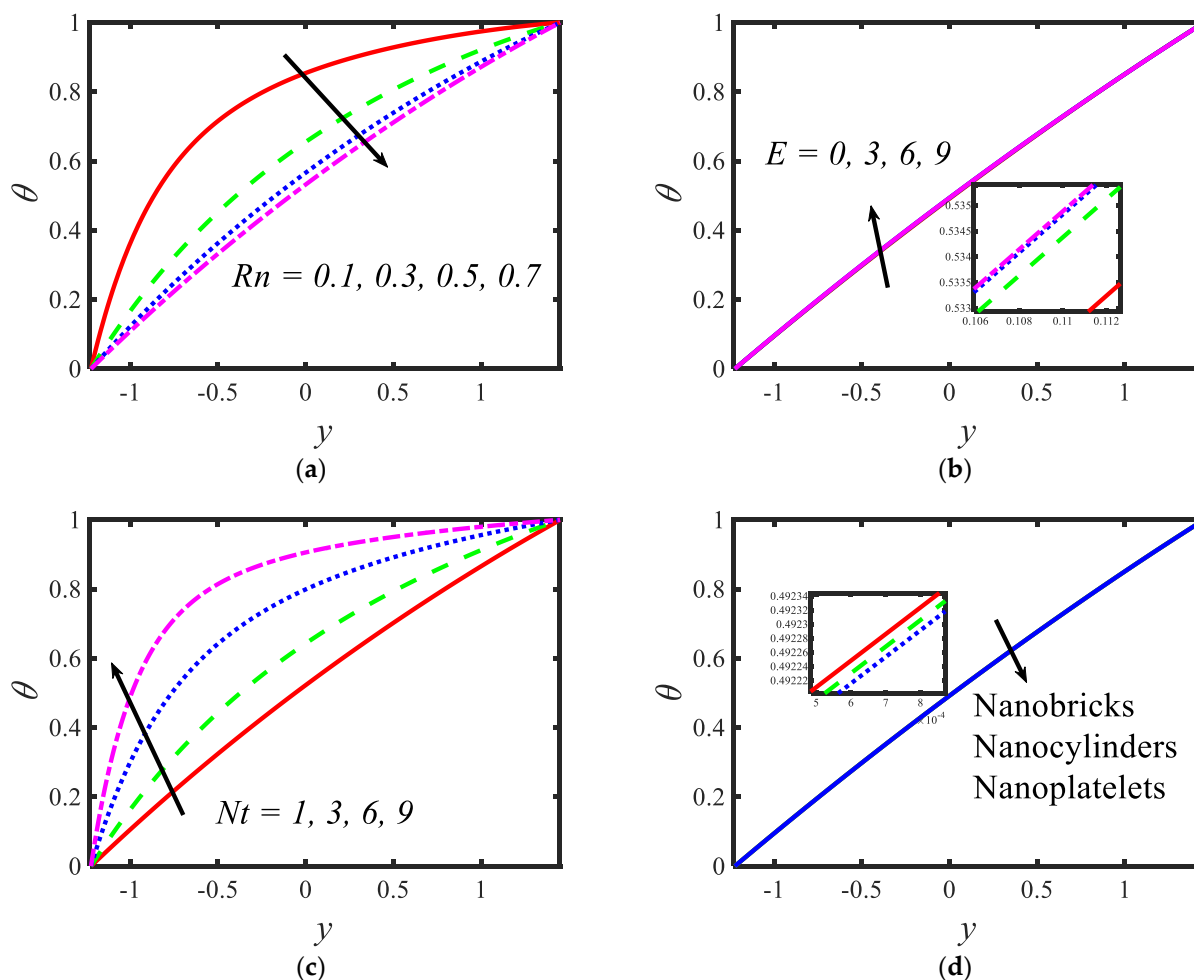 1
0.8
0.6
0.4
0.2
0
θ
Rn = 0.1, 0.3, 0.5, 0.7
-1 -0.5 0 0.5 1
y
(a)
1
0.8
0.6
0.4
0.2
0
θ
E = 0, 3, 6, 9
0.535
0.5345
0.534
0.5335
0.533
0.106 0.108 0.11 0.112
-1 -0.5 0 0.5 1
y
(b)
1
0.8
0.6
0.4
0.2
0
θ
Nt = 1, 3, 6, 9
-1 -0.5 0 0.5 1
y
(c)
1
0.8
0.6
0.4
0.2
0
θ
0.49234
0.49232
0.4923
0.49228
0.49226
0.49224
0.49222
5 6 7 8
10⁻⁴
Nanobricks
Nanocylinders
Nanoplatelets
-1 -0.5 0 0.5 1
y
(d)